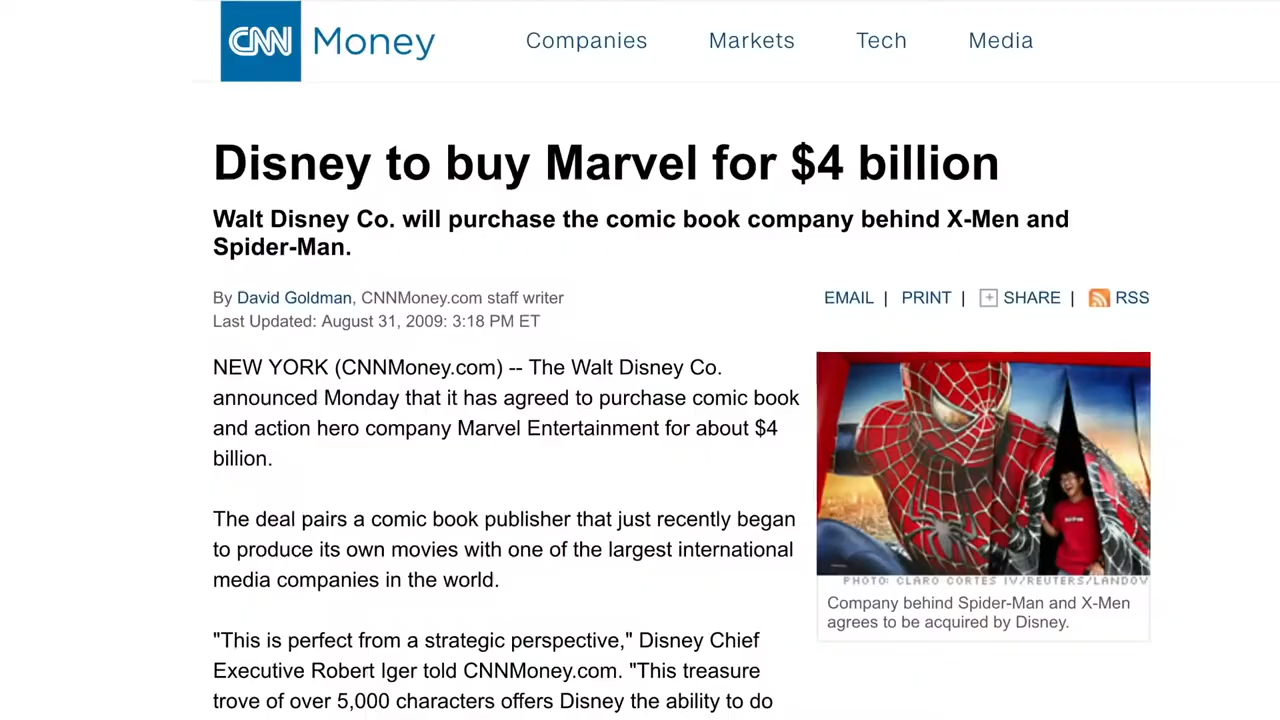 CNN Money
Companies
Markets
Tech
Media
Disney to buy Marvel for $4 billion
Walt Disney Co. will purchase the comic book company behind X-Men and
Spider-Man.
By David Goldman, CNNMoney.com staff writer
Last Updated: August 31, 2009: 3:18 PM ET
EMAIL | PRINT | SHARE | RSS
NEW YORK (CNNMoney.com) -- The Walt Disney Co.
announced Monday that it has agreed to purchase comic book
and action hero company Marvel Entertainment for about $4
billion.
The deal pairs a comic book publisher that just recently began
to produce its own movies with one of the largest international
media companies in the world.
"This is perfect from a strategic perspective," Disney Chief
Executive Robert Iger told CNNMoney.com. "This treasure
trove of over 5,000 characters offers Disney the ability to do
PHOTO: CLARO CORTES IV/REUTERS/LANDOV
Company behind Spider-Man and X-Men
agrees to be acquired by Disney.